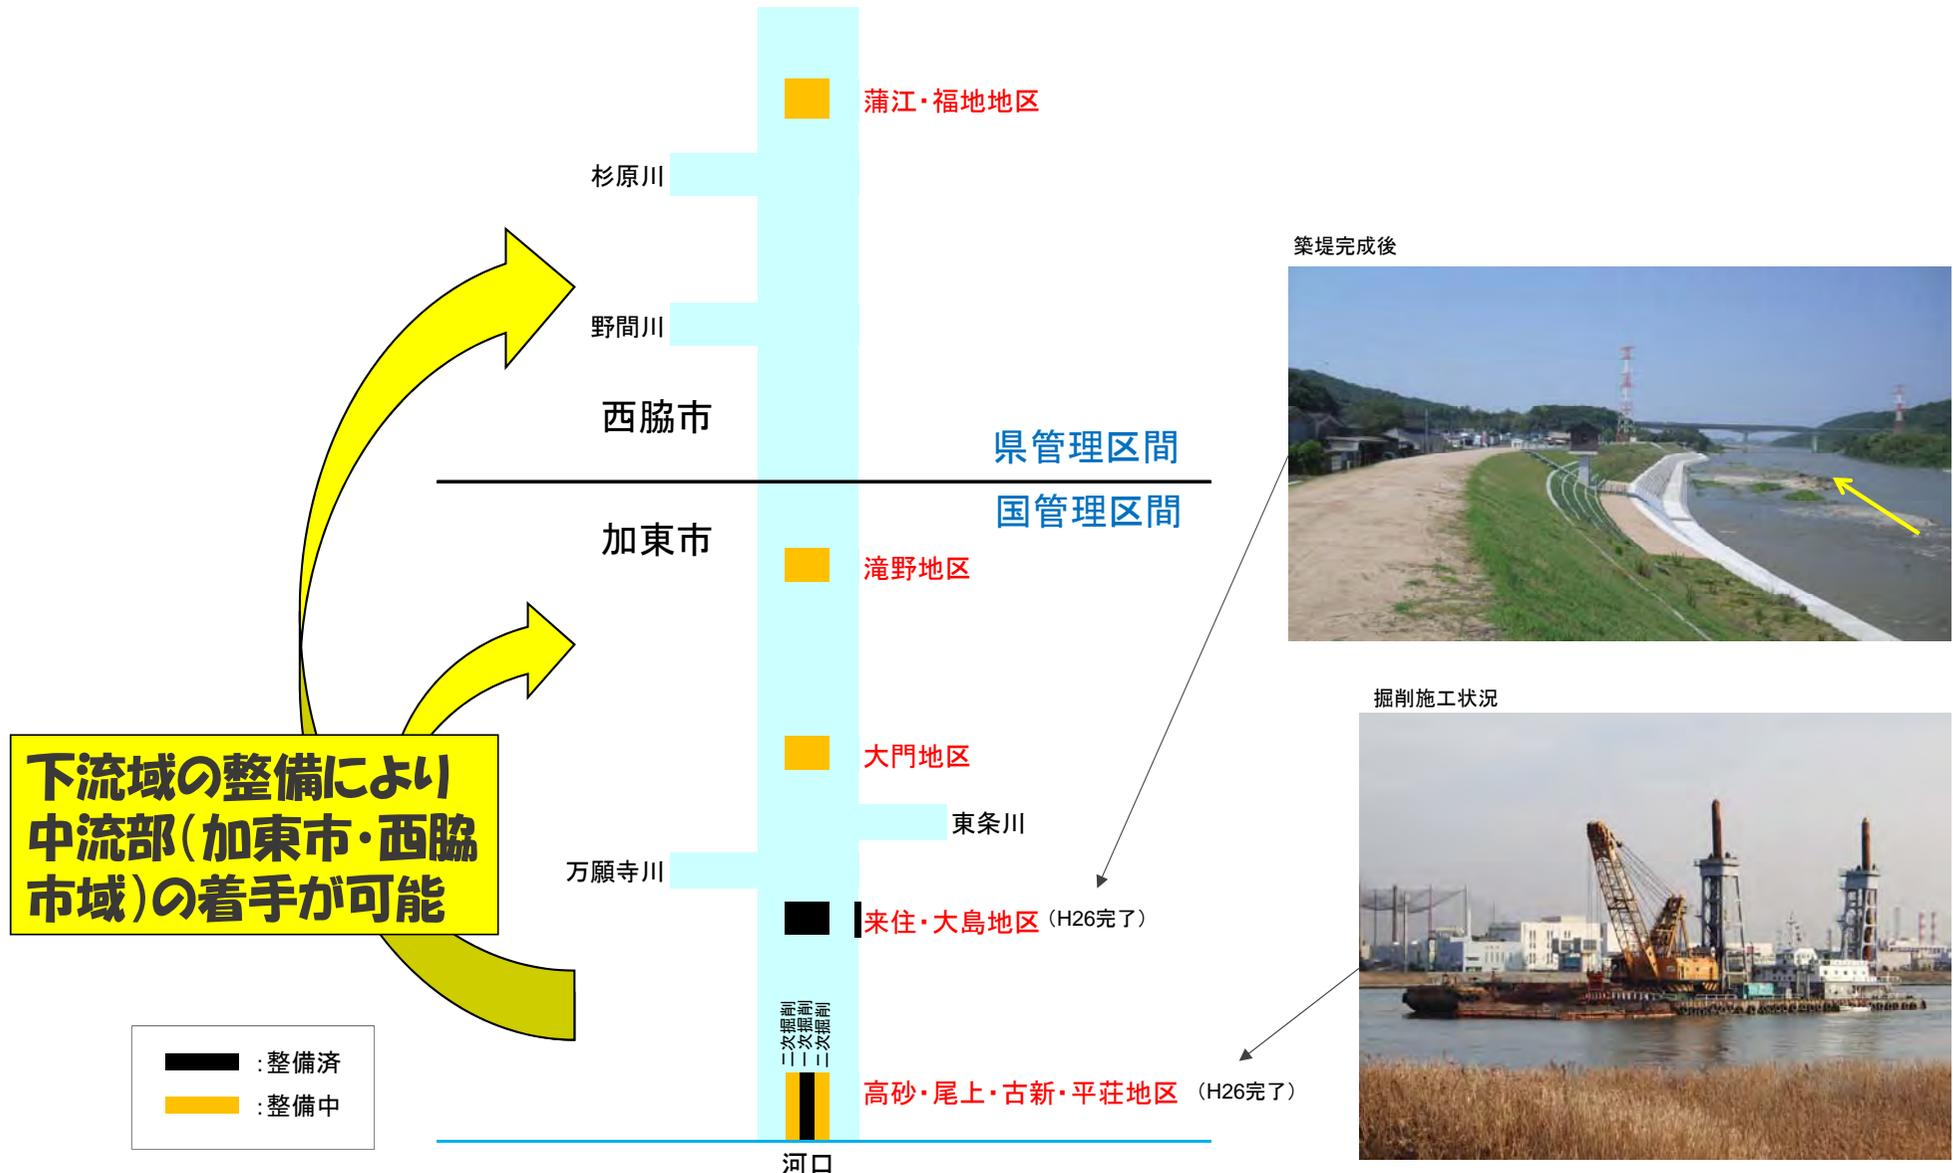 蒲江・福地地区
杉原川
築堤完成後
野間川
西脇市
県管理区間
国管理区間
加東市
滝野地区
掘削施工状況
大門地区
下流域の整備により
中流部（加東市・西脇
市域）の着手が可能
東条川
万願寺川
来住・大島地区（H26完了）
二次掘削
一次掘削
二次掘削
：整備済
：整備中
高砂・尾上・古新・平荘地区（H26完了）
河口